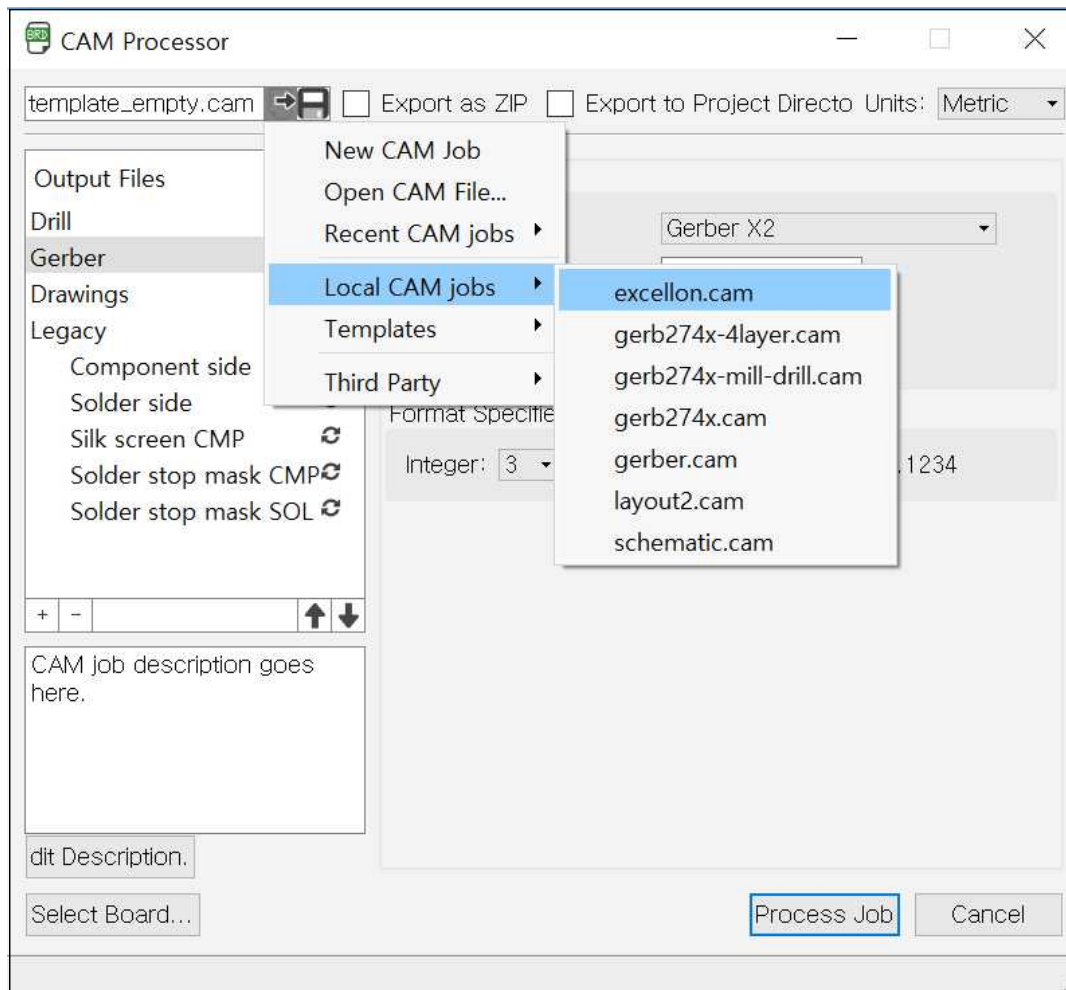 BRD CAM Processor
template_empty.cam Export as ZIP Export to Project Directo Units: Metric
New CAM Job
Open CAM File...
Recent CAM jobs
Local CAM jobs
Templates
Third Party
excellon.cam
gerb274x-4layer.cam
gerb274x-mill-drill.cam
gerb274x.cam
gerber.cam
layout2.cam
schematic.cam
Output Files
Drill
Gerber
Drawings
Legacy
Component side
Solder side
Silk screen CMP
Solder stop mask CMP
Solder stop mask SOL
+ -
Gerber X2
Format Specifie
Integer: 3 .1234
CAM job description goes
here.
dit Description.
Select Board...
Process Job Cancel